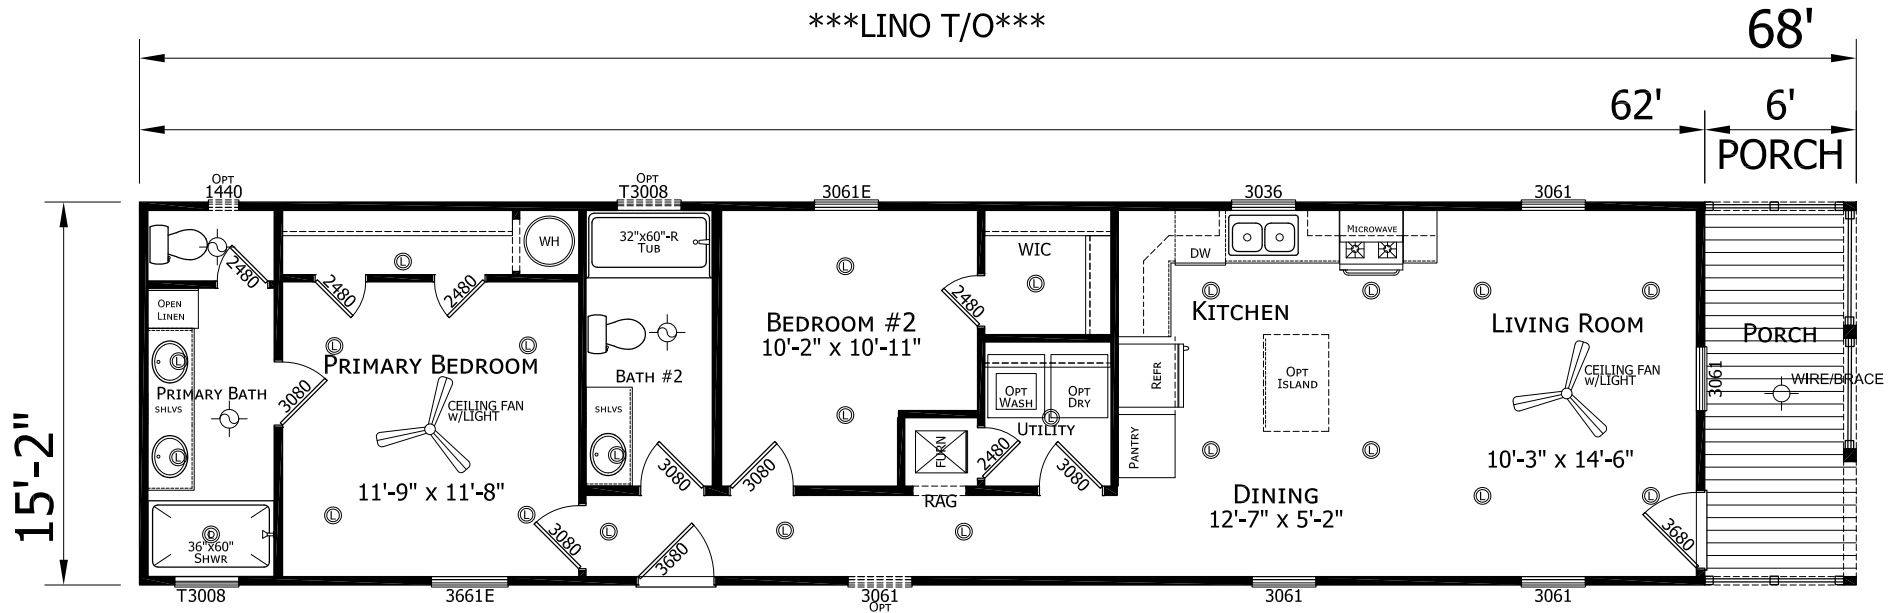 ***LINO T/O***
68'
62'
6'
PORCH
15'-2"
OPT
1440
OPT
T3008
3061E
3036
3061
2480
WH
32"x60"-R
TUB
WIC
DW
MICROWAVE
2480
2480
2480
OPEN
LINEN
L
L
L
L
L
L
L
KITCHEN
BEDROOM #2
10'-2" x 10'-11"
LIVING ROOM
PORCH
L
L
PRIMARY BEDROOM
BATH #2
REFR
OPT
ISLAND
L
CEILING FAN
w/LIGHT
3061
WIRE/BRACE
PRIMARY BATH
3080
SHLVS
CEILING FAN
w/LIGHT
SHLVS
OPT
WASH
OPT
DRY
L
L
UTILITY
PANTRY
FURN
2480
L
L
L
L
10'-3" x 14'-6"
11'-9" x 11'-8"
3080
3080
3080
RAG
DINING
12'-7" x 5'-2"
L
L
L
L
36"x60"
SHWR
L
3080
L
3680
L
L
3680
T3008
3661E
3061
OPT
3061
3061